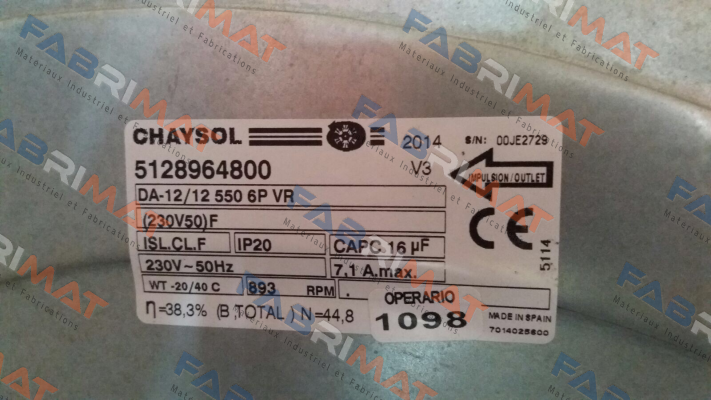 CHAYSOL
2014
S/N: 00JE2729
5128964800
V3
IMPULSION/OUTLET
DA-12/12 550 6P VR
(230V50)F
ISL.CL.F
IP20
CAPC.16 µF
230V~50Hz
7,1 A.max.
WT -20/40 C
893 RPM
.
CE
5114
η=38,3% (B,TOTAL) N=44,8
OPERARIO
1098
MADE IN SPAIN
7014025600
FABRIMAT
Matériaux Industriel et Fabrications